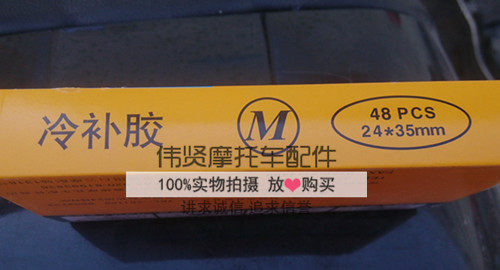 冷补胶
M
48 PCS
24*35mm
伟贤摩托车配件
100%实物拍摄 放❤购买
讲求诚信,追求信誉